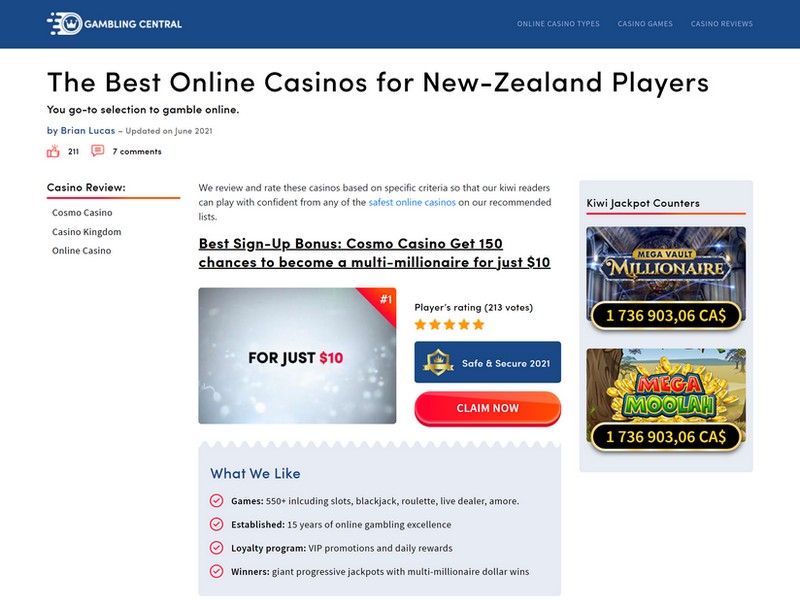 GAMBLING CENTRAL
ONLINE CASINO TYPES
CASINO GAMES
CASINO REVIEWS
The Best Online Casinos for New-Zealand Players
You go-to selection to gamble online.
by Brian Lucas – Updated on June 2021
211
7 comments
Casino Review:
Cosmo Casino
Casino Kingdom
Online Casino
We review and rate these casinos based on specific criteria so that our kiwi readers
can play with confident from any of the safest online casinos on our recommended
lists.
Best Sign-Up Bonus: Cosmo Casino Get 150
chances to become a multi-millionaire for just $10
#1
FOR JUST $10
Player's rating (213 votes)
Safe & Secure 2021
CLAIM NOW
What We Like
Games: 550+ inlcuding slots, blackjack, roulette, live dealer, amore.
Established: 15 years of online gambling excellence
Loyalty program: VIP promotions and daily rewards
Winners: giant progressive jackpots with multi-millionaire dollar wins
Kiwi Jackpot Counters
MEGA VAULT
MILLIONAIRE
1 736 903,06 CA$
MEGA
MOOLAH
1 736 903,06 CA$